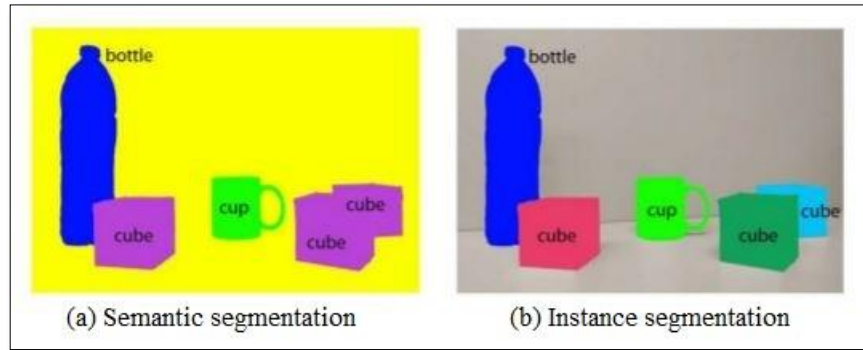 bottle
cup
cube
cube
cube
(a) Semantic segmentation
bottle
cup
cube
cube
cube
(b) Instance segmentation